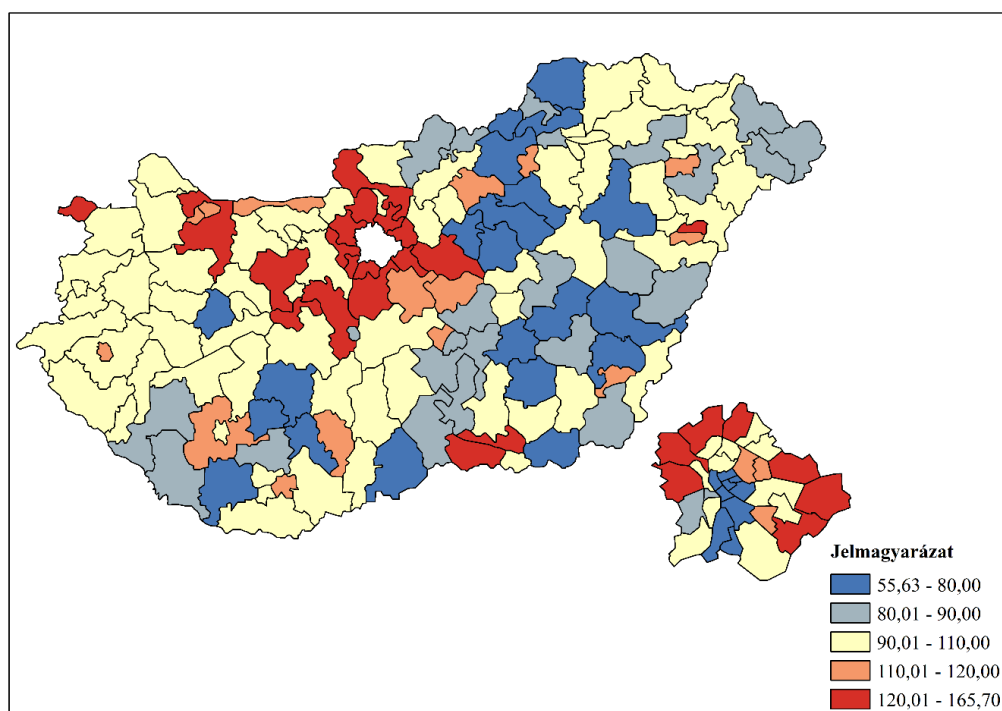 Jelmagyarázat
55,63 - 80,00
80,01 - 90,00
90,01 - 110,00
110,01 - 120,00
120,01 - 165,70